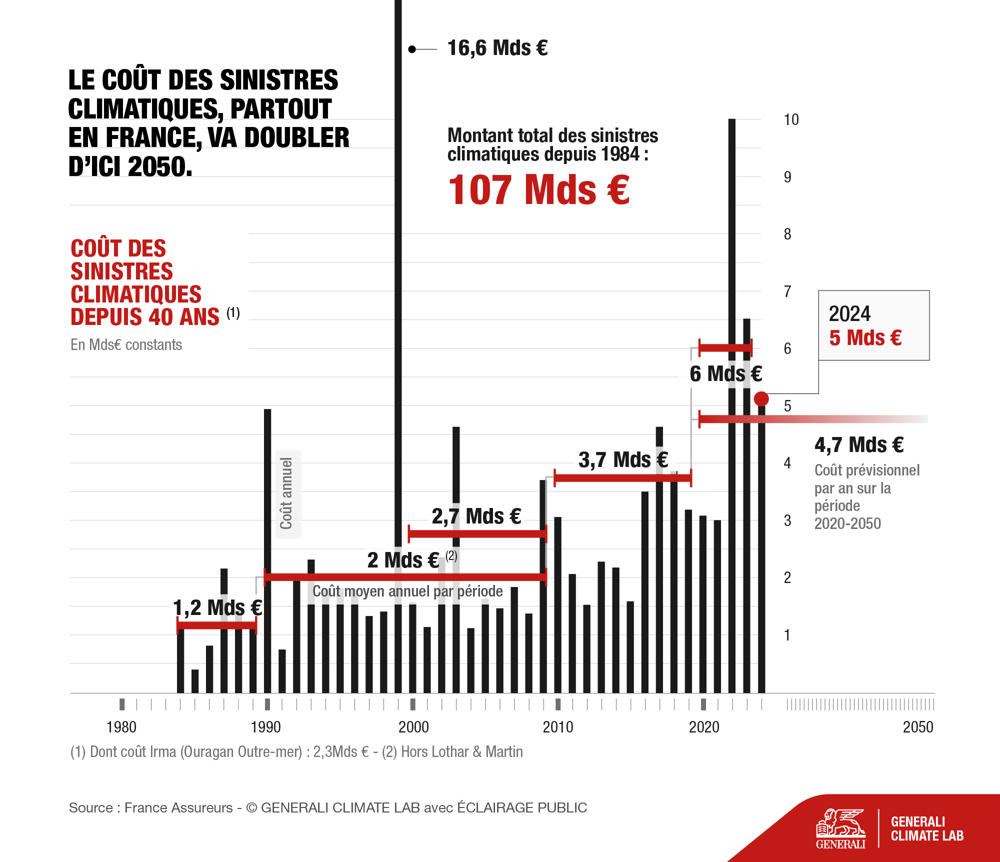 16,6 Mds €
LE COÛT DES SINISTRES
CLIMATIQUES, PARTOUT
EN FRANCE, VA DOUBLER
D’ICI 2050.
Montant total des sinistres
climatiques depuis 1984 :
107 Mds €
COÛT DES
SINISTRES
CLIMATIQUES
DEPUIS 40 ANS (1)
En Mds€ constants
10
9
8
7
6
5
4
3
2
1
2024
5 Mds €
6 Mds €
4,7 Mds €
Coût prévisionnel
par an sur la
période
2020-2050
3,7 Mds €
2,7 Mds €
2 Mds € (2)
Coût moyen annuel par période
Coût annuel
1,2 Mds €
1980
1990
2000
2010
2020
2050
(1) Dont coût Irma (Ouragan Outre-mer) : 2,3Mds € - (2) Hors Lothar & Martin
Source : France Assureurs - © GENERALI CLIMATE LAB avec ÉCLAIRAGE PUBLIC
GENERALI
GENERALI
CLIMATE LAB